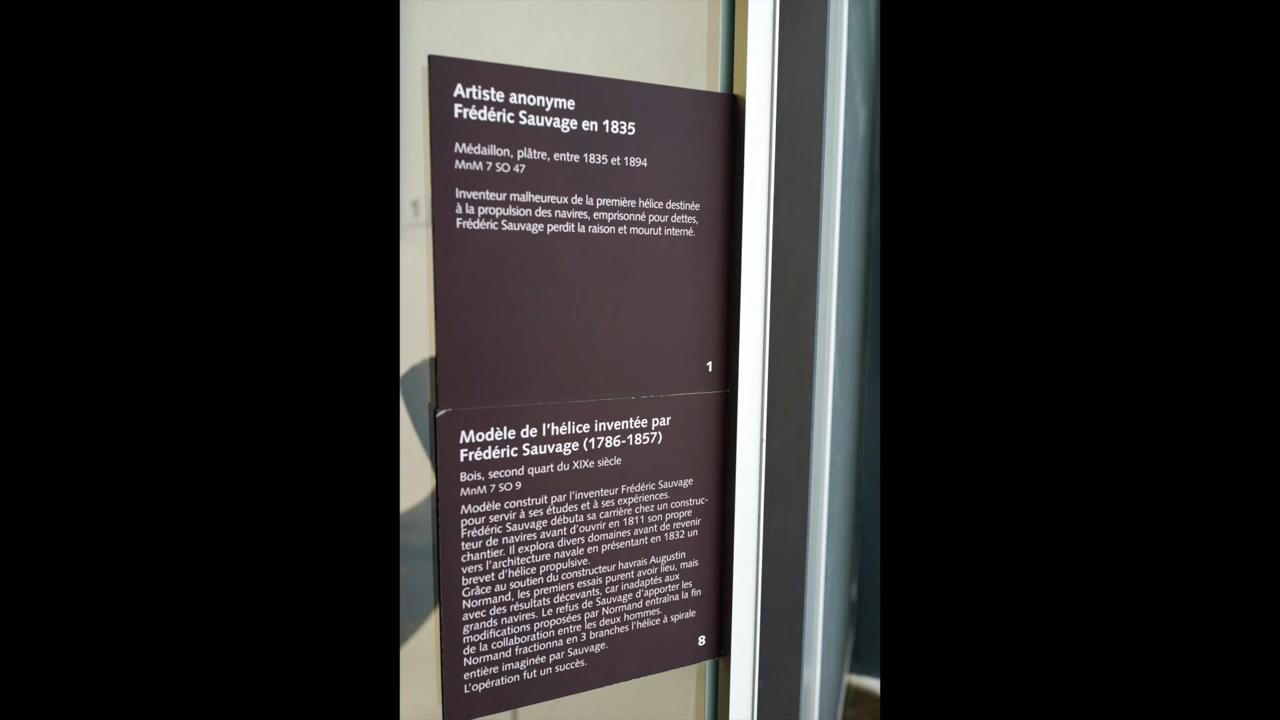 Artiste anonyme
Frédéric Sauvage en 1835
Médaillon, plâtre, entre 1835 et 1894
MnM 7 SO 47
Inventeur malheureux de la première hélice destinée
à la propulsion des navires, emprisonné pour dettes,
Frédéric Sauvage perdit la raison et mourut interné.
1
Modèle de l'hélice inventée par
Frédéric Sauvage (1786-1857)
Bois, second quart du XIXe siècle
MnM 7 SO 9
Modèle construit par l'inventeur Frédéric Sauvage
pour servir à ses études et à ses expériences.
Frédéric Sauvage débuta sa carrière chez un construc-
teur de navires avant d'ouvrir en 1811 son propre
chantier. Il explora divers domaines avant de revenir
vers l'architecture navale en présentant en 1832 un
brevet d'hélice propulsive.
Grâce au soutien du constructeur havrais Augustin
Normand, les premiers essais purent avoir lieu, mais
avec des résultats décevants, car inadaptés aux
grands navires. Le refus de Sauvage d'apporter les
modifications proposées par Normand entraîna la fin
de la collaboration entre les deux hommes.
Normand fractionna en 3 branches l'hélice à spirale
entière imaginée par Sauvage.
L'opération fut un succès.
8